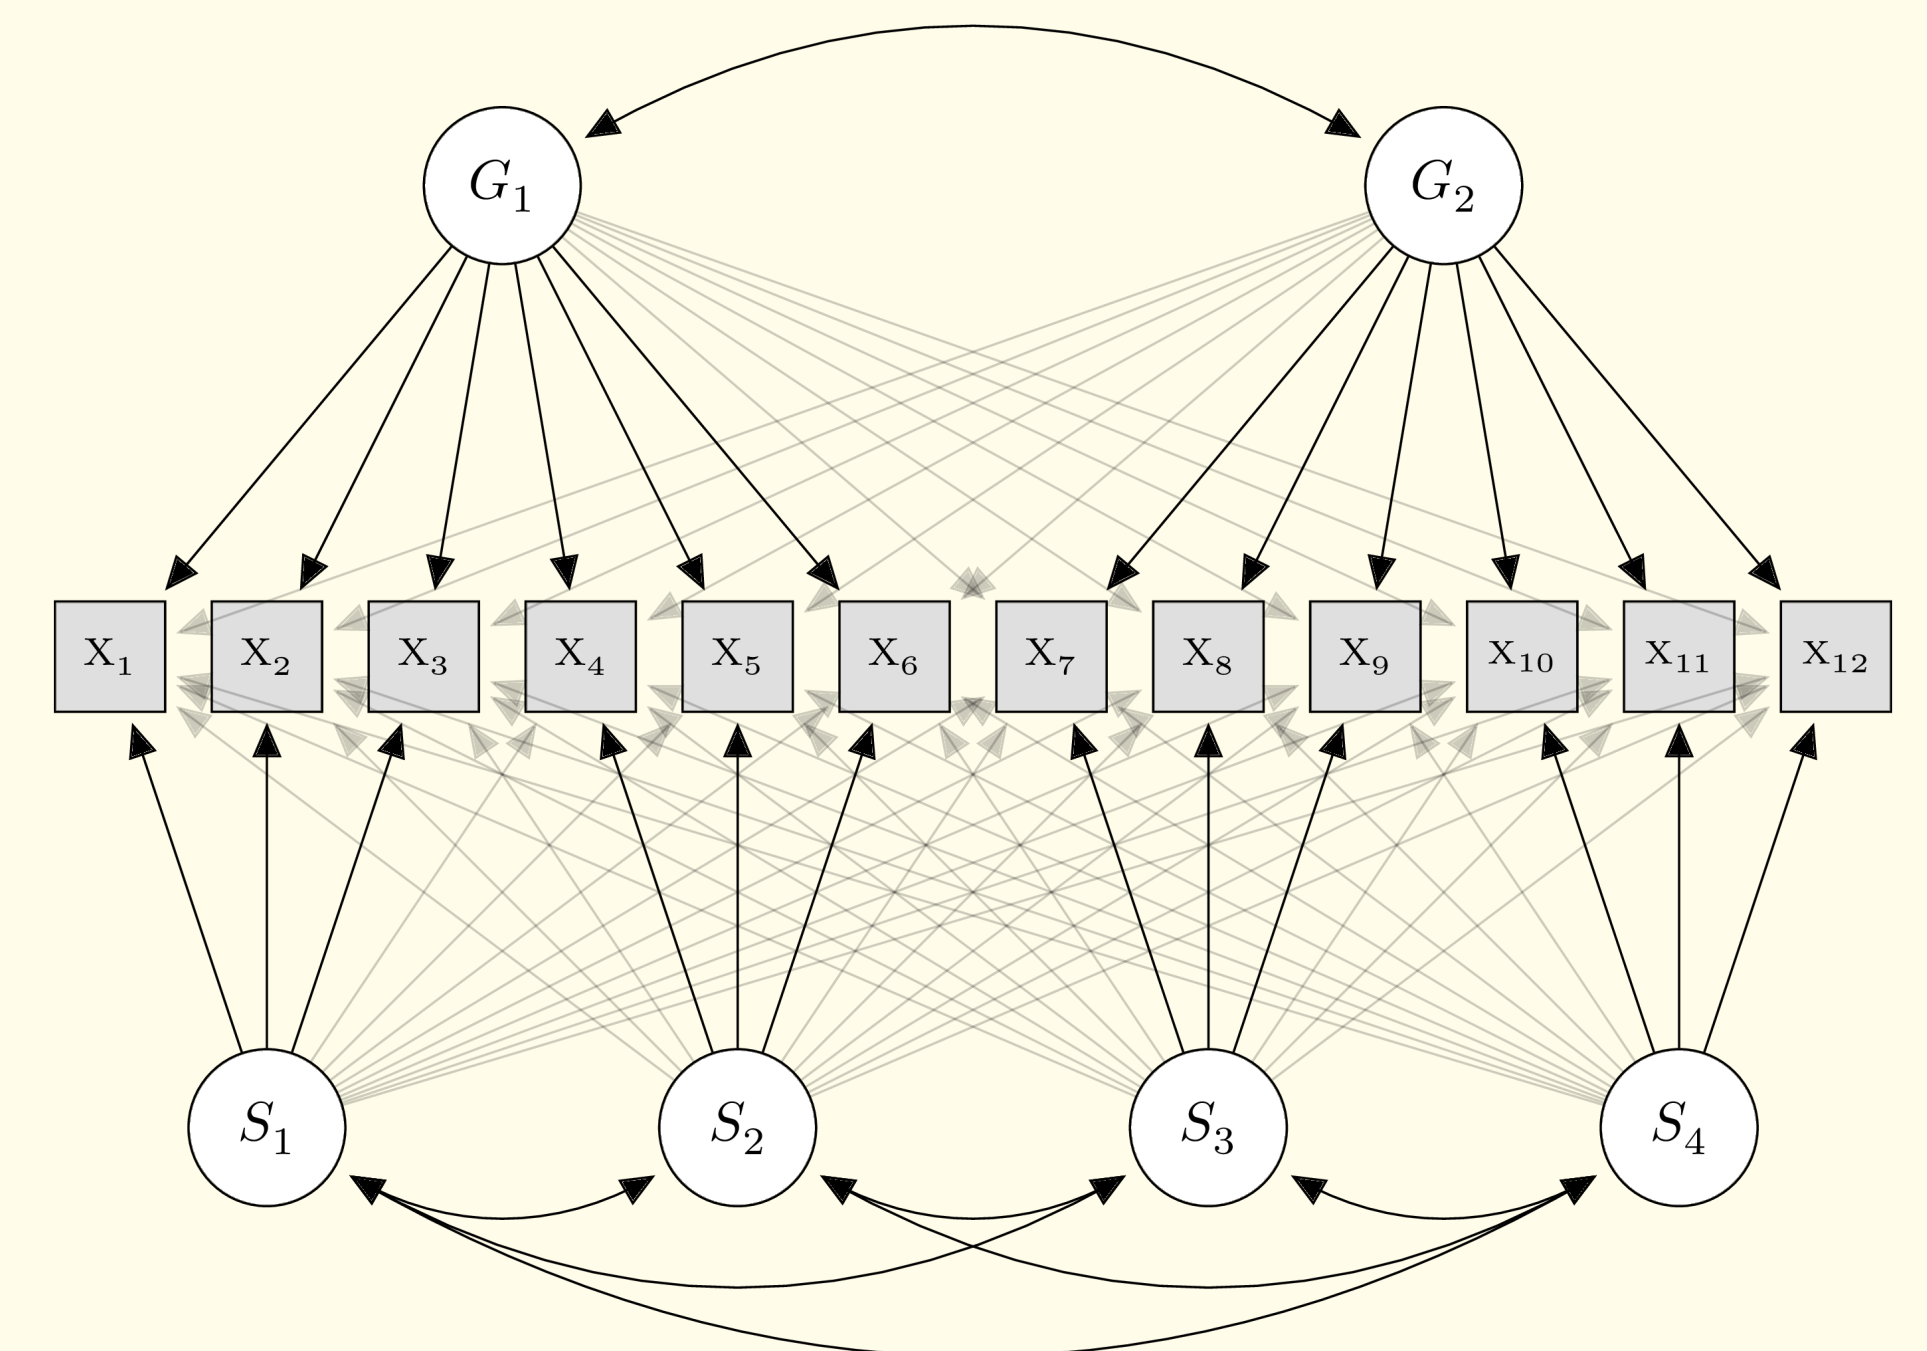 G₁ G₂
X₁ X₂ X₃ X₄ X₅ X₆ X₇ X₈ X₉ X₁₀ X₁₁ X₁₂
S₁ S₂ S₃ S₄